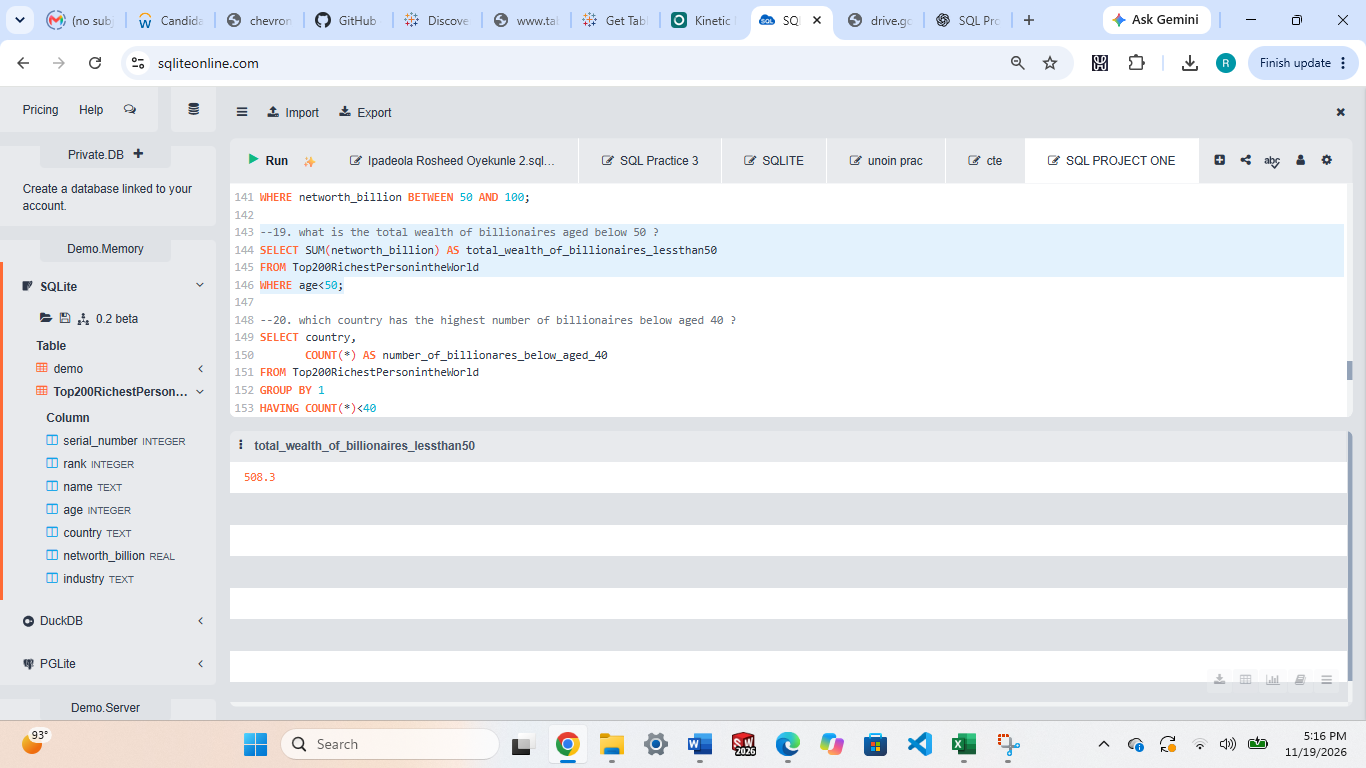 (no subj
Candida
chevron
GitHub
Discove
www.tal
Get Tabl
Kinetic
SQL
drive.go
SQL Pro
Ask Gemini
sqliteonline.com
R
Finish update
Pricing
Help
Import
Export
Private.DB
Create a database linked to your
account.
Run
Ipadeola Rosheed Oyekunle 2.sql...
SQL Practice 3
SQLITE
unoin prac
cte
SQL PROJECT ONE
abc
Demo.Memory
SQLite
0.2 beta
Table
demo
Top200RichestPerson...
Column
serial_number INTEGER
rank INTEGER
name TEXT
age INTEGER
country TEXT
networth_billion REAL
industry TEXT
DuckDB
PGLite
Demo.Server
141 WHERE networth_billion BETWEEN 50 AND 100;
142
143 --19. what is the total wealth of billionaires aged below 50 ?
144 SELECT SUM(networth_billion) AS total_wealth_of_billionaires_lessthan50
145 FROM Top200RichestPersonintheWorld
146 WHERE age<50;
147
148 --20. which country has the highest number of billionaires below aged 40 ?
149 SELECT country,
150 COUNT(*) AS number_of_billionares_below_aged_40
151 FROM Top200RichestPersonintheWorld
152 GROUP BY 1
153 HAVING COUNT(*)<40
total_wealth_of_billionaires_lessthan50
508.3
93°
Search
5:16 PM
11/19/2026